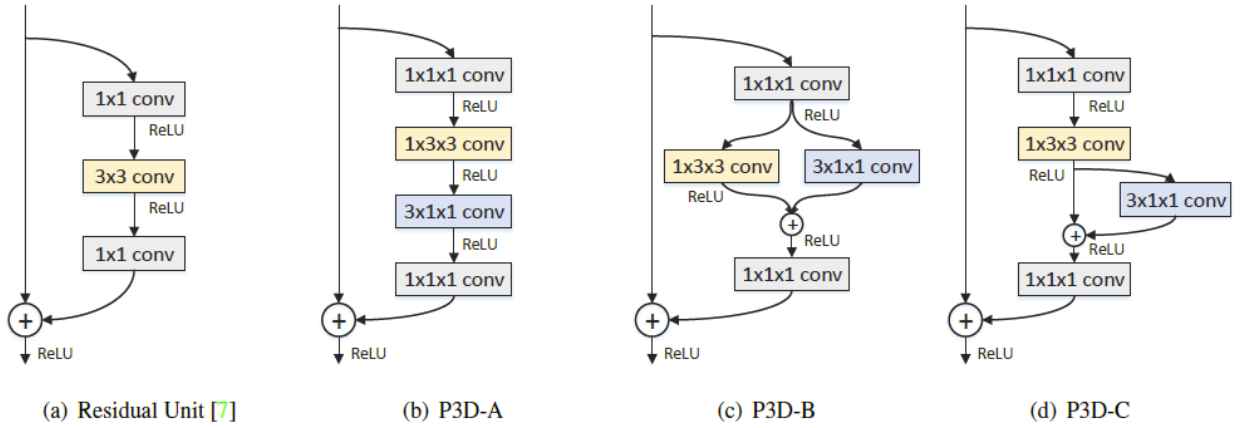 1x1 conv
ReLU
3x3 conv
ReLU
1x1 conv
+
ReLU
(a) Residual Unit [7]
1x1x1 conv
ReLU
1x3x3 conv
ReLU
3x1x1 conv
ReLU
1x1x1 conv
+
ReLU
(b) P3D-A
1x1x1 conv
ReLU
1x3x3 conv
3x1x1 conv
ReLU
+
ReLU
1x1x1 conv
+
ReLU
(c) P3D-B
1x1x1 conv
ReLU
1x3x3 conv
ReLU
3x1x1 conv
+
ReLU
1x1x1 conv
+
ReLU
(d) P3D-C